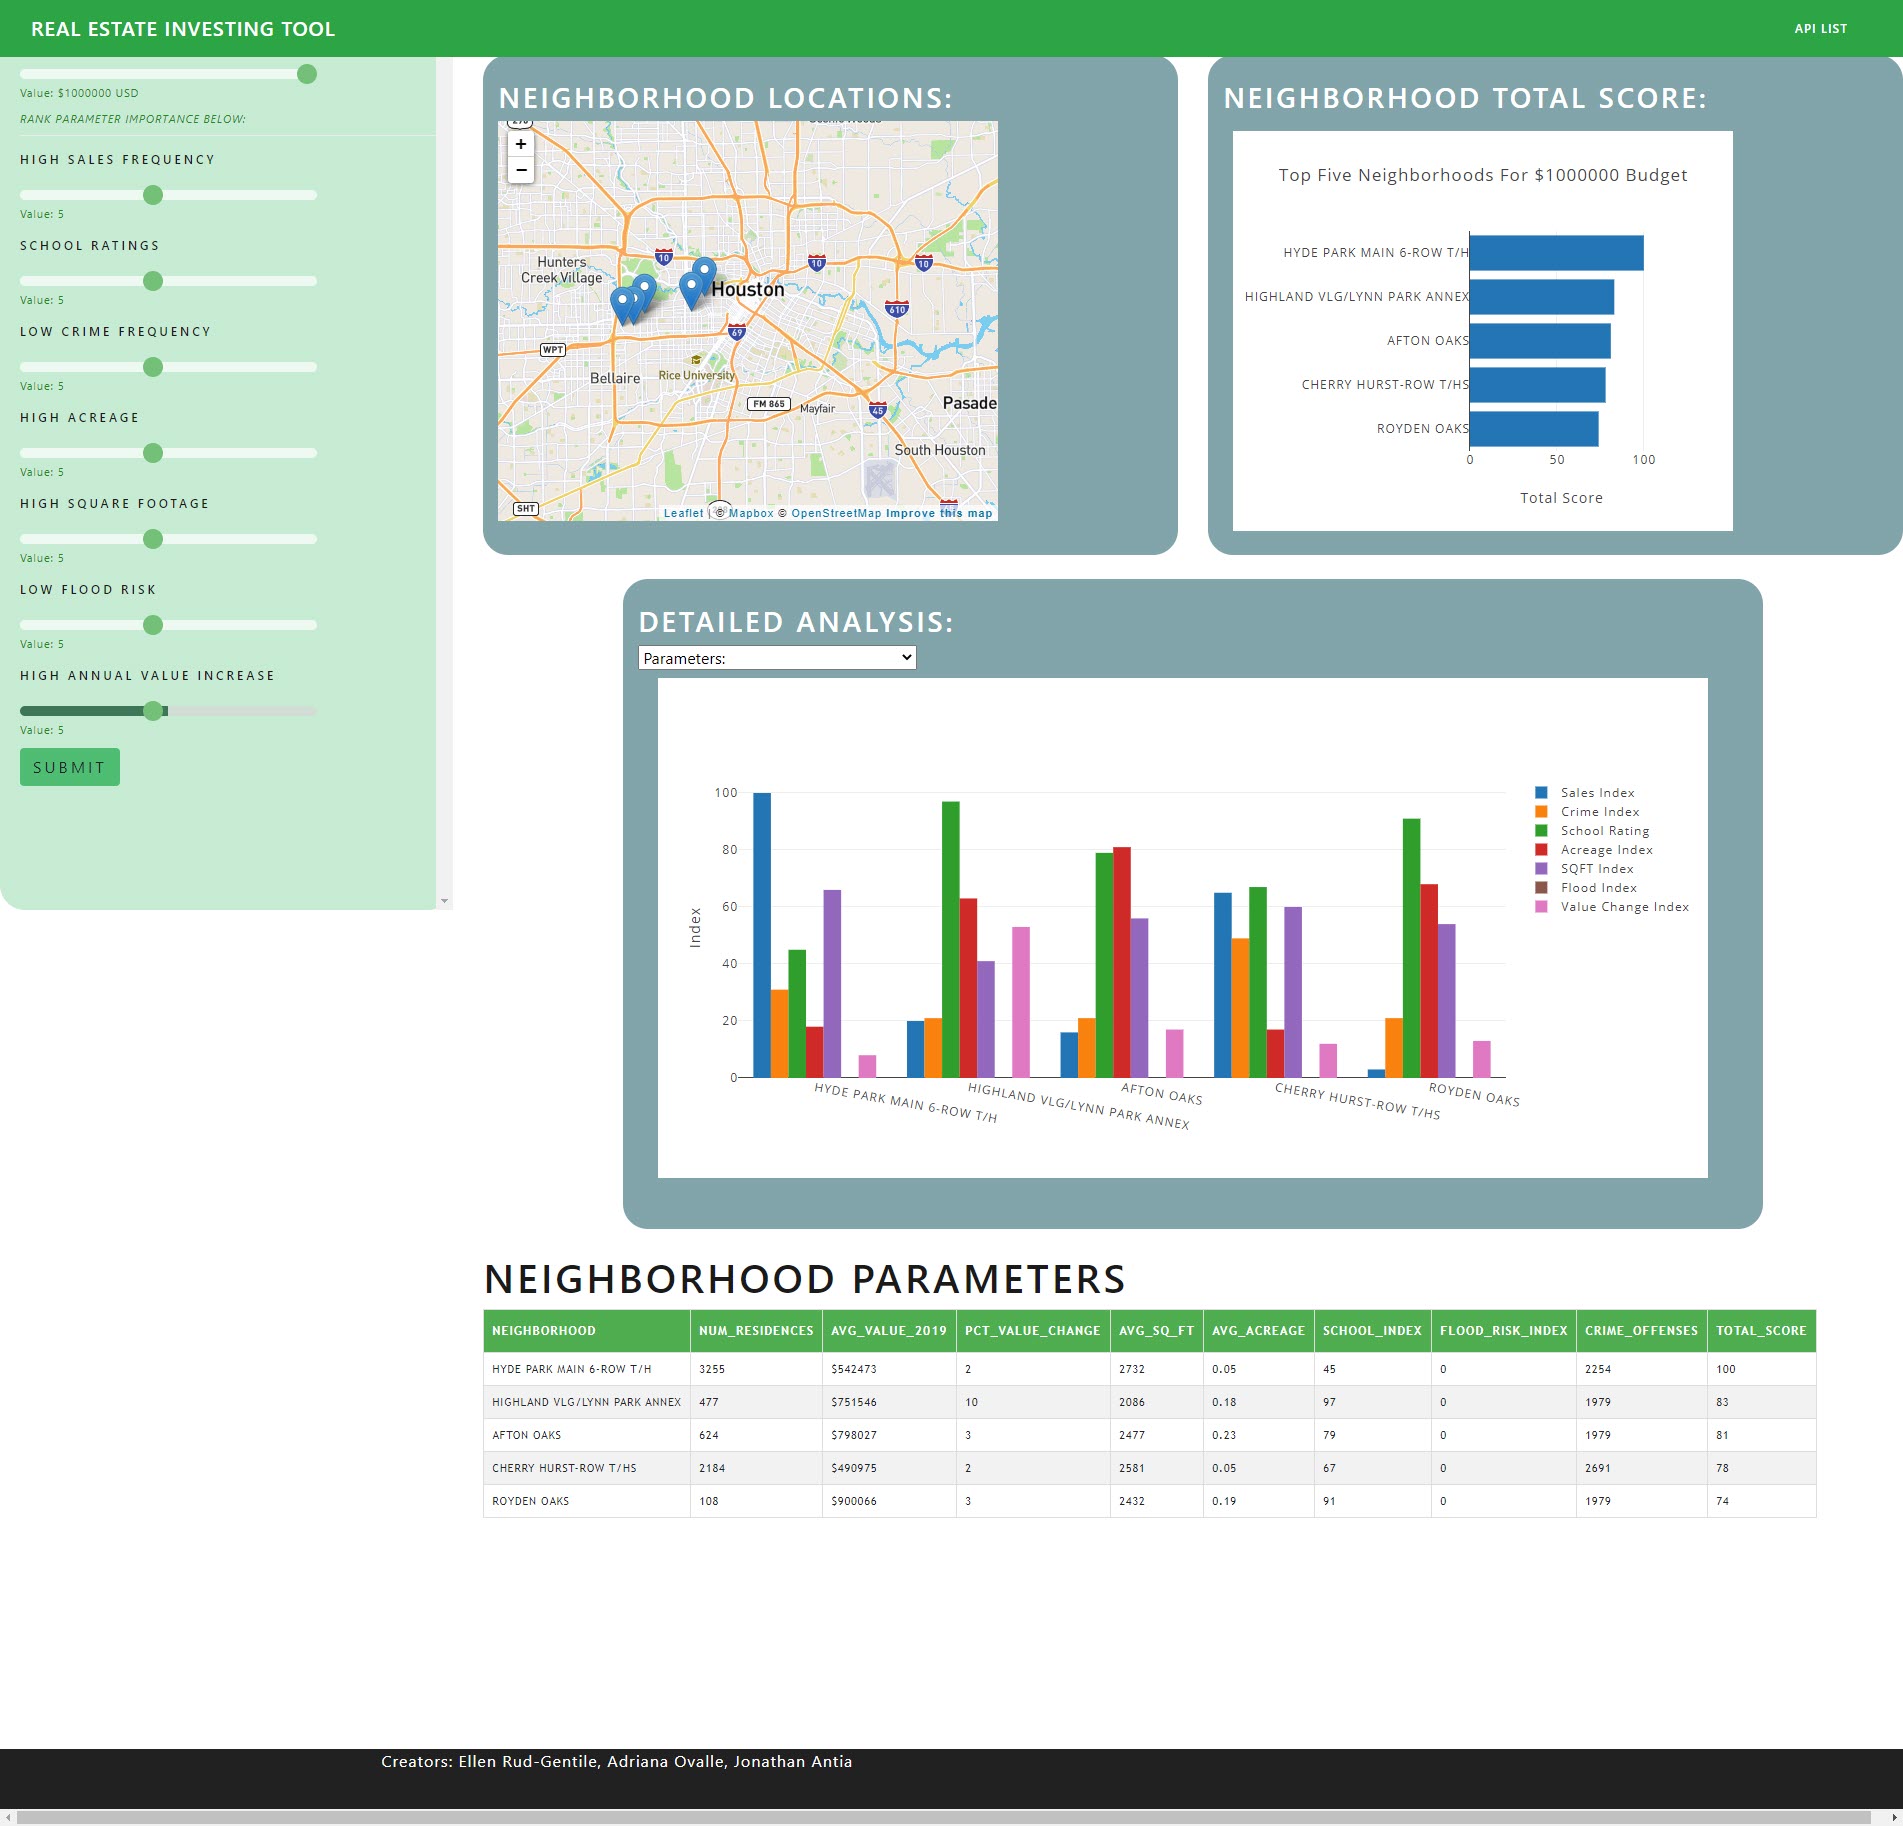 REAL ESTATE INVESTING TOOL
API LIST
Value: $1000000 USD
RANK PARAMETER IMPORTANCE BELOW:
HIGH SALES FREQUENCY
Value: 5
SCHOOL RATINGS
Value: 5
LOW CRIME FREQUENCY
Value: 5
HIGH ACREAGE
Value: 5
HIGH SQUARE FOOTAGE
Value: 5
LOW FLOOD RISK
Value: 5
HIGH ANNUAL VALUE INCREASE
Value: 5
SUBMIT
NEIGHBORHOOD LOCATIONS:
+
−
Hunters
Creek Village
10
10
10
Houston
610
69
WPT
Bellaire
Rice University
FM 865
Mayfair
45
Pasade
South Houston
SHT
Leaflet | © Mapbox © OpenStreetMap Improve this map
NEIGHBORHOOD TOTAL SCORE:
Top Five Neighborhoods For $1000000 Budget
HYDE PARK MAIN 6-ROW T/H
HIGHLAND VLG/LYNN PARK ANNEX
AFTON OAKS
CHERRY HURST-ROW T/HS
ROYDEN OAKS
0 50 100
Total Score
DETAILED ANALYSIS:
Parameters:
100
80
60
40
20
0
Index
HYDE PARK MAIN 6-ROW T/H
HIGHLAND VLG/LYNN PARK ANNEX
AFTON OAKS
CHERRY HURST-ROW T/HS
ROYDEN OAKS
Sales Index
Crime Index
School Rating
Acreage Index
SQFT Index
Flood Index
Value Change Index
NEIGHBORHOOD PARAMETERS
NEIGHBORHOOD NUM_RESIDENCES AVG_VALUE_2019 PCT_VALUE_CHANGE AVG_SQ_FT AVG_ACREAGE SCHOOL_INDEX FLOOD_RISK_INDEX CRIME_OFFENSES TOTAL_SCORE
HYDE PARK MAIN 6-ROW T/H 3255 $542473 2 2732 0.05 45 0 2254 100
HIGHLAND VLG/LYNN PARK ANNEX 477 $751546 10 2086 0.18 97 0 1979 83
AFTON OAKS 624 $798027 3 2477 0.23 79 0 1979 81
CHERRY HURST-ROW T/HS 2184 $490975 2 2581 0.05 67 0 2691 78
ROYDEN OAKS 108 $900066 3 2432 0.19 91 0 1979 74
Creators: Ellen Rud-Gentile, Adriana Ovalle, Jonathan Antia